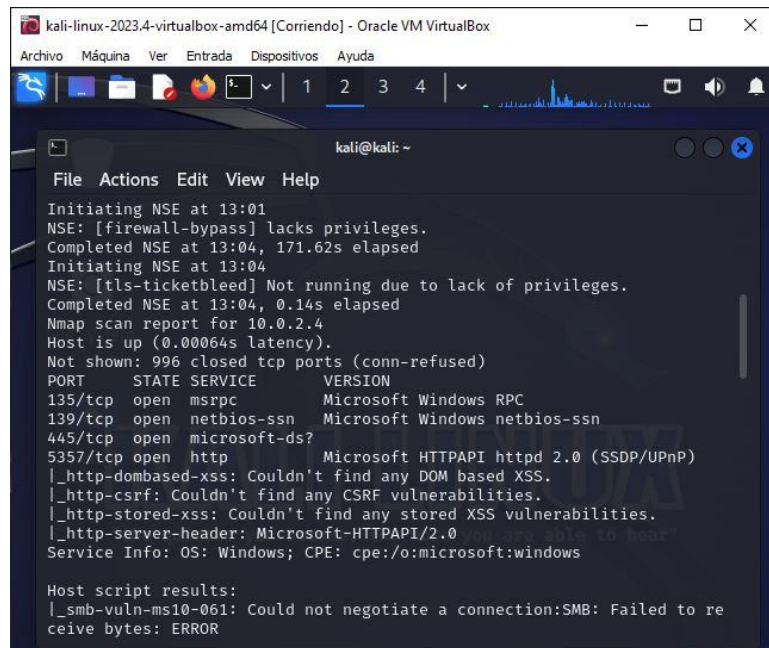 kali-linux-2023.4-virtualbox-amd64 [Corriendo] - Oracle VM VirtualBox
Archivo Máquina Ver Entrada Dispositivos Ayuda
1 2 3 4
kali@kali: ~
File Actions Edit View Help
Initiating NSE at 13:01
NSE: [firewall-bypass] lacks privileges.
Completed NSE at 13:04, 171.62s elapsed
Initiating NSE at 13:04
NSE: [tls-ticketbleed] Not running due to lack of privileges.
Completed NSE at 13:04, 0.14s elapsed
Nmap scan report for 10.0.2.4
Host is up (0.00064s latency).
Not shown: 996 closed tcp ports (conn-refused)
PORT STATE SERVICE VERSION
135/tcp open msrpc Microsoft Windows RPC
139/tcp open netbios-ssn Microsoft Windows netbios-ssn
445/tcp open microsoft-ds?
5357/tcp open http Microsoft HTTPAPI httpd 2.0 (SSDP/UPnP)
|_http-dombased-xss: Couldn't find any DOM based XSS.
|_http-csrf: Couldn't find any CSRF vulnerabilities.
|_http-stored-xss: Couldn't find any stored XSS vulnerabilities.
|_http-server-header: Microsoft-HTTPAPI/2.0
Service Info: OS: Windows; CPE: cpe:/o:microsoft:windows
Host script results:
|_smb-vuln-ms10-061: Could not negotiate a connection:SMB: Failed to re
ceive bytes: ERROR